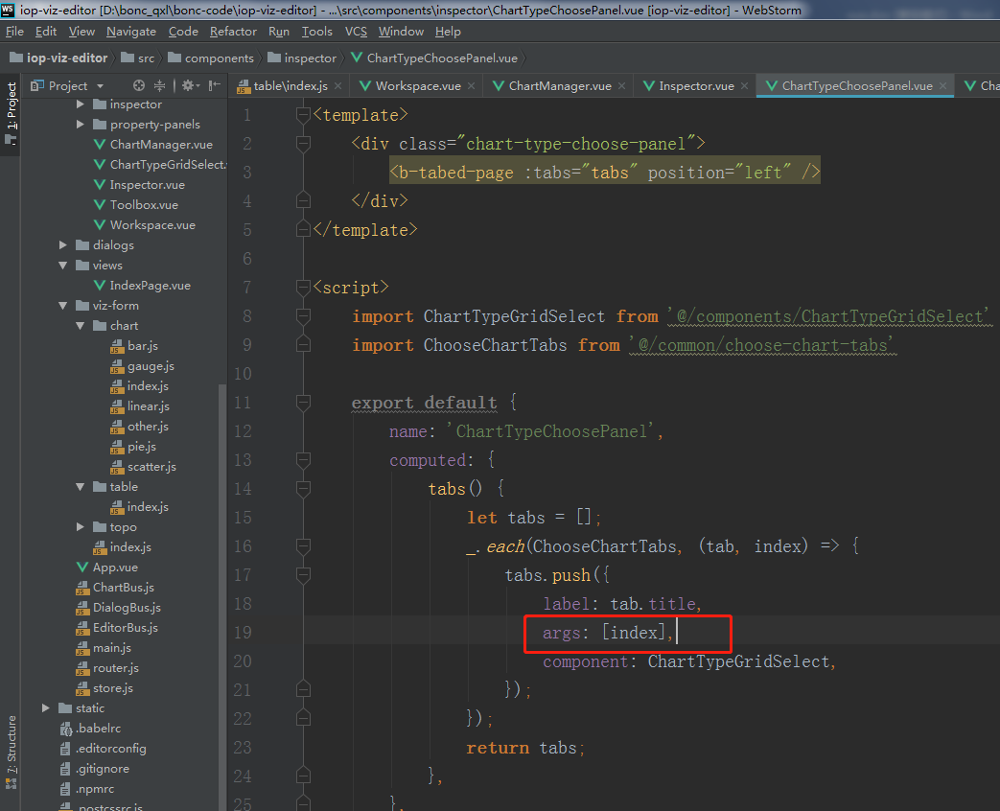 iop-viz-editor [D:\bonc_qxl\bonc-code\iop-viz-editor] - ...\src\components\inspector\ChartTypeChoosePanel.vue [iop-viz-editor] - WebStorm
File Edit View Navigate Code Refactor Run Tools VCS Window Help
iop-viz-editor src components inspector ChartTypeChoosePanel.vue
1: Project
7: Structure
Project
table\index.js Workspace.vue ChartManager.vue Inspector.vue ChartTypeChoosePanel.vue Cha
inspector
property-panels
ChartManager.vue
ChartTypeGridSelect.
Inspector.vue
Toolbox.vue
Workspace.vue
dialogs
views
IndexPage.vue
viz-form
chart
bar.js
gauge.js
index.js
linear.js
other.js
pie.js
scatter.js
table
index.js
topo
index.js
App.vue
ChartBus.js
DialogBus.js
EditorBus.js
main.js
router.js
store.js
static
.babelrc
.editorconfig
.gitignore
.npmrc
.postcssrc.js
1 <template>
2 <div class="chart-type-choose-panel">
3 <b-tabed-page :tabs="tabs" position="left" />
4 </div>
5 </template>
6
7 <script>
8 import ChartTypeGridSelect from '@/components/ChartTypeGridSelect'
9 import ChooseChartTabs from '@/common/choose-chart-tabs'
10
11 export default {
12 name: 'ChartTypeChoosePanel',
13 computed: {
14 tabs() {
15 let tabs = [];
16 _.each(ChooseChartTabs, (tab, index) => {
17 tabs.push({
18 label: tab.title,
19 args: [index],
20 component: ChartTypeGridSelect,
21 });
22 });
23 return tabs;
24 },
25 },